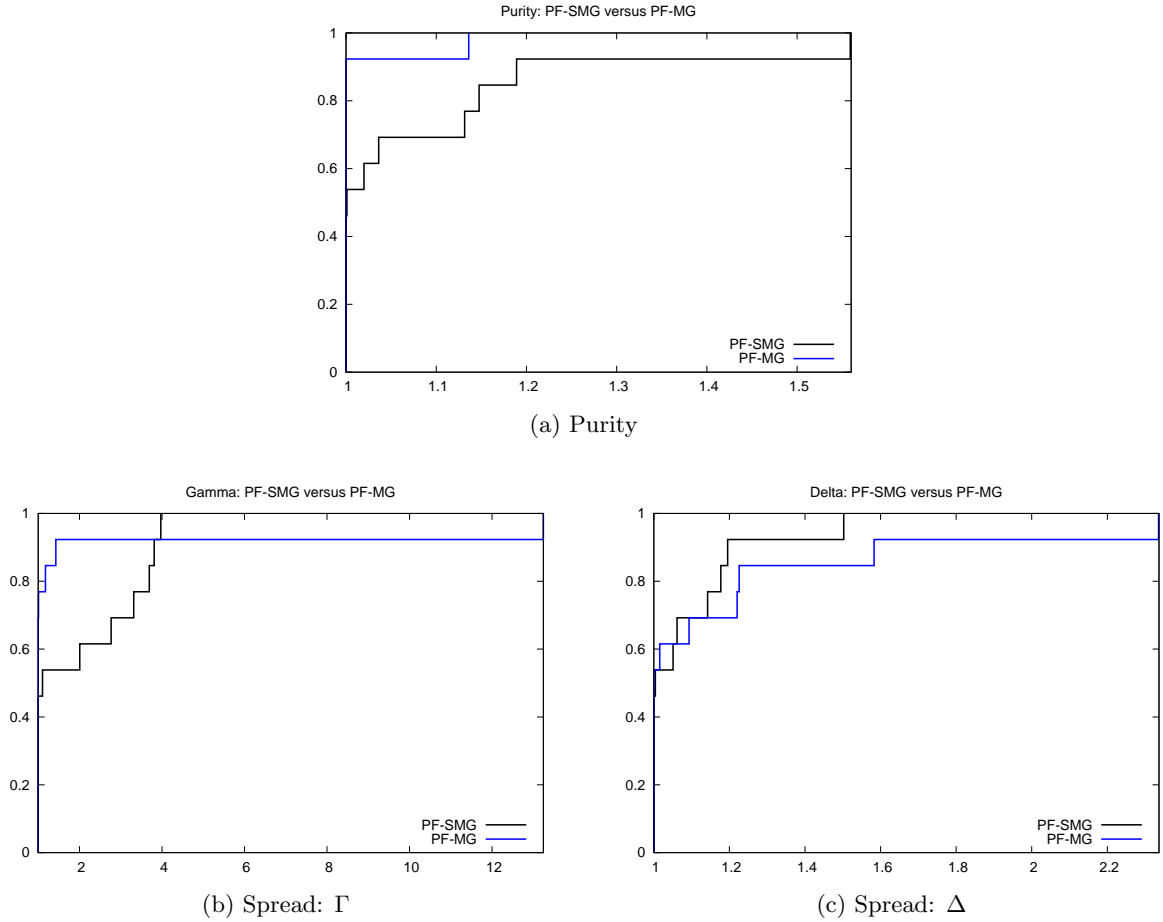 Purity: PF-SMG versus PF-MG
1
0.8
0.6
0.4
0.2
0
PF-SMG
PF-MG
1 1.1 1.2 1.3 1.4 1.5
(a) Purity
Gamma: PF-SMG versus PF-MG
1
0.8
0.6
0.4
0.2
0
PF-SMG
PF-MG
2 4 6 8 10 12
(b) Spread: Γ
Delta: PF-SMG versus PF-MG
1
0.8
0.6
0.4
0.2
0
PF-SMG
PF-MG
1 1.2 1.4 1.6 1.8 2 2.2
(c) Spread: Δ